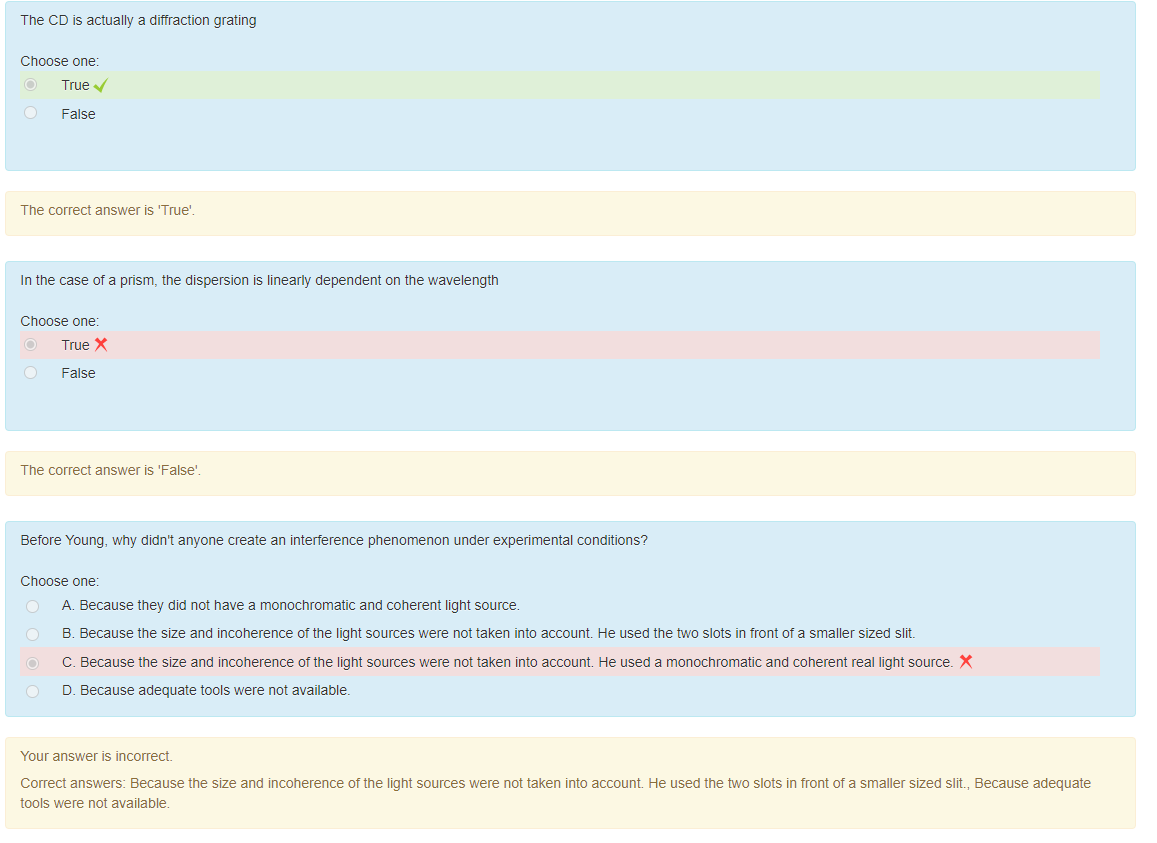 The CD is actually a diffraction grating
Choose one:
True
False
The correct answer is 'True'.
In the case of a prism, the dispersion is linearly dependent on the wavelength
Choose one:
True
False
The correct answer is 'False'.
Before Young, why didn't anyone create an interference phenomenon under experimental conditions?
Choose one:
A. Because they did not have a monochromatic and coherent light source.
B. Because the size and incoherence of the light sources were not taken into account. He used the two slots in front of a smaller sized slit.
C. Because the size and incoherence of the light sources were not taken into account. He used a monochromatic and coherent real light source.
D. Because adequate tools were not available.
Your answer is incorrect.
Correct answers: Because the size and incoherence of the light sources were not taken into account. He used the two slots in front of a smaller sized slit., Because adequate
tools were not available.